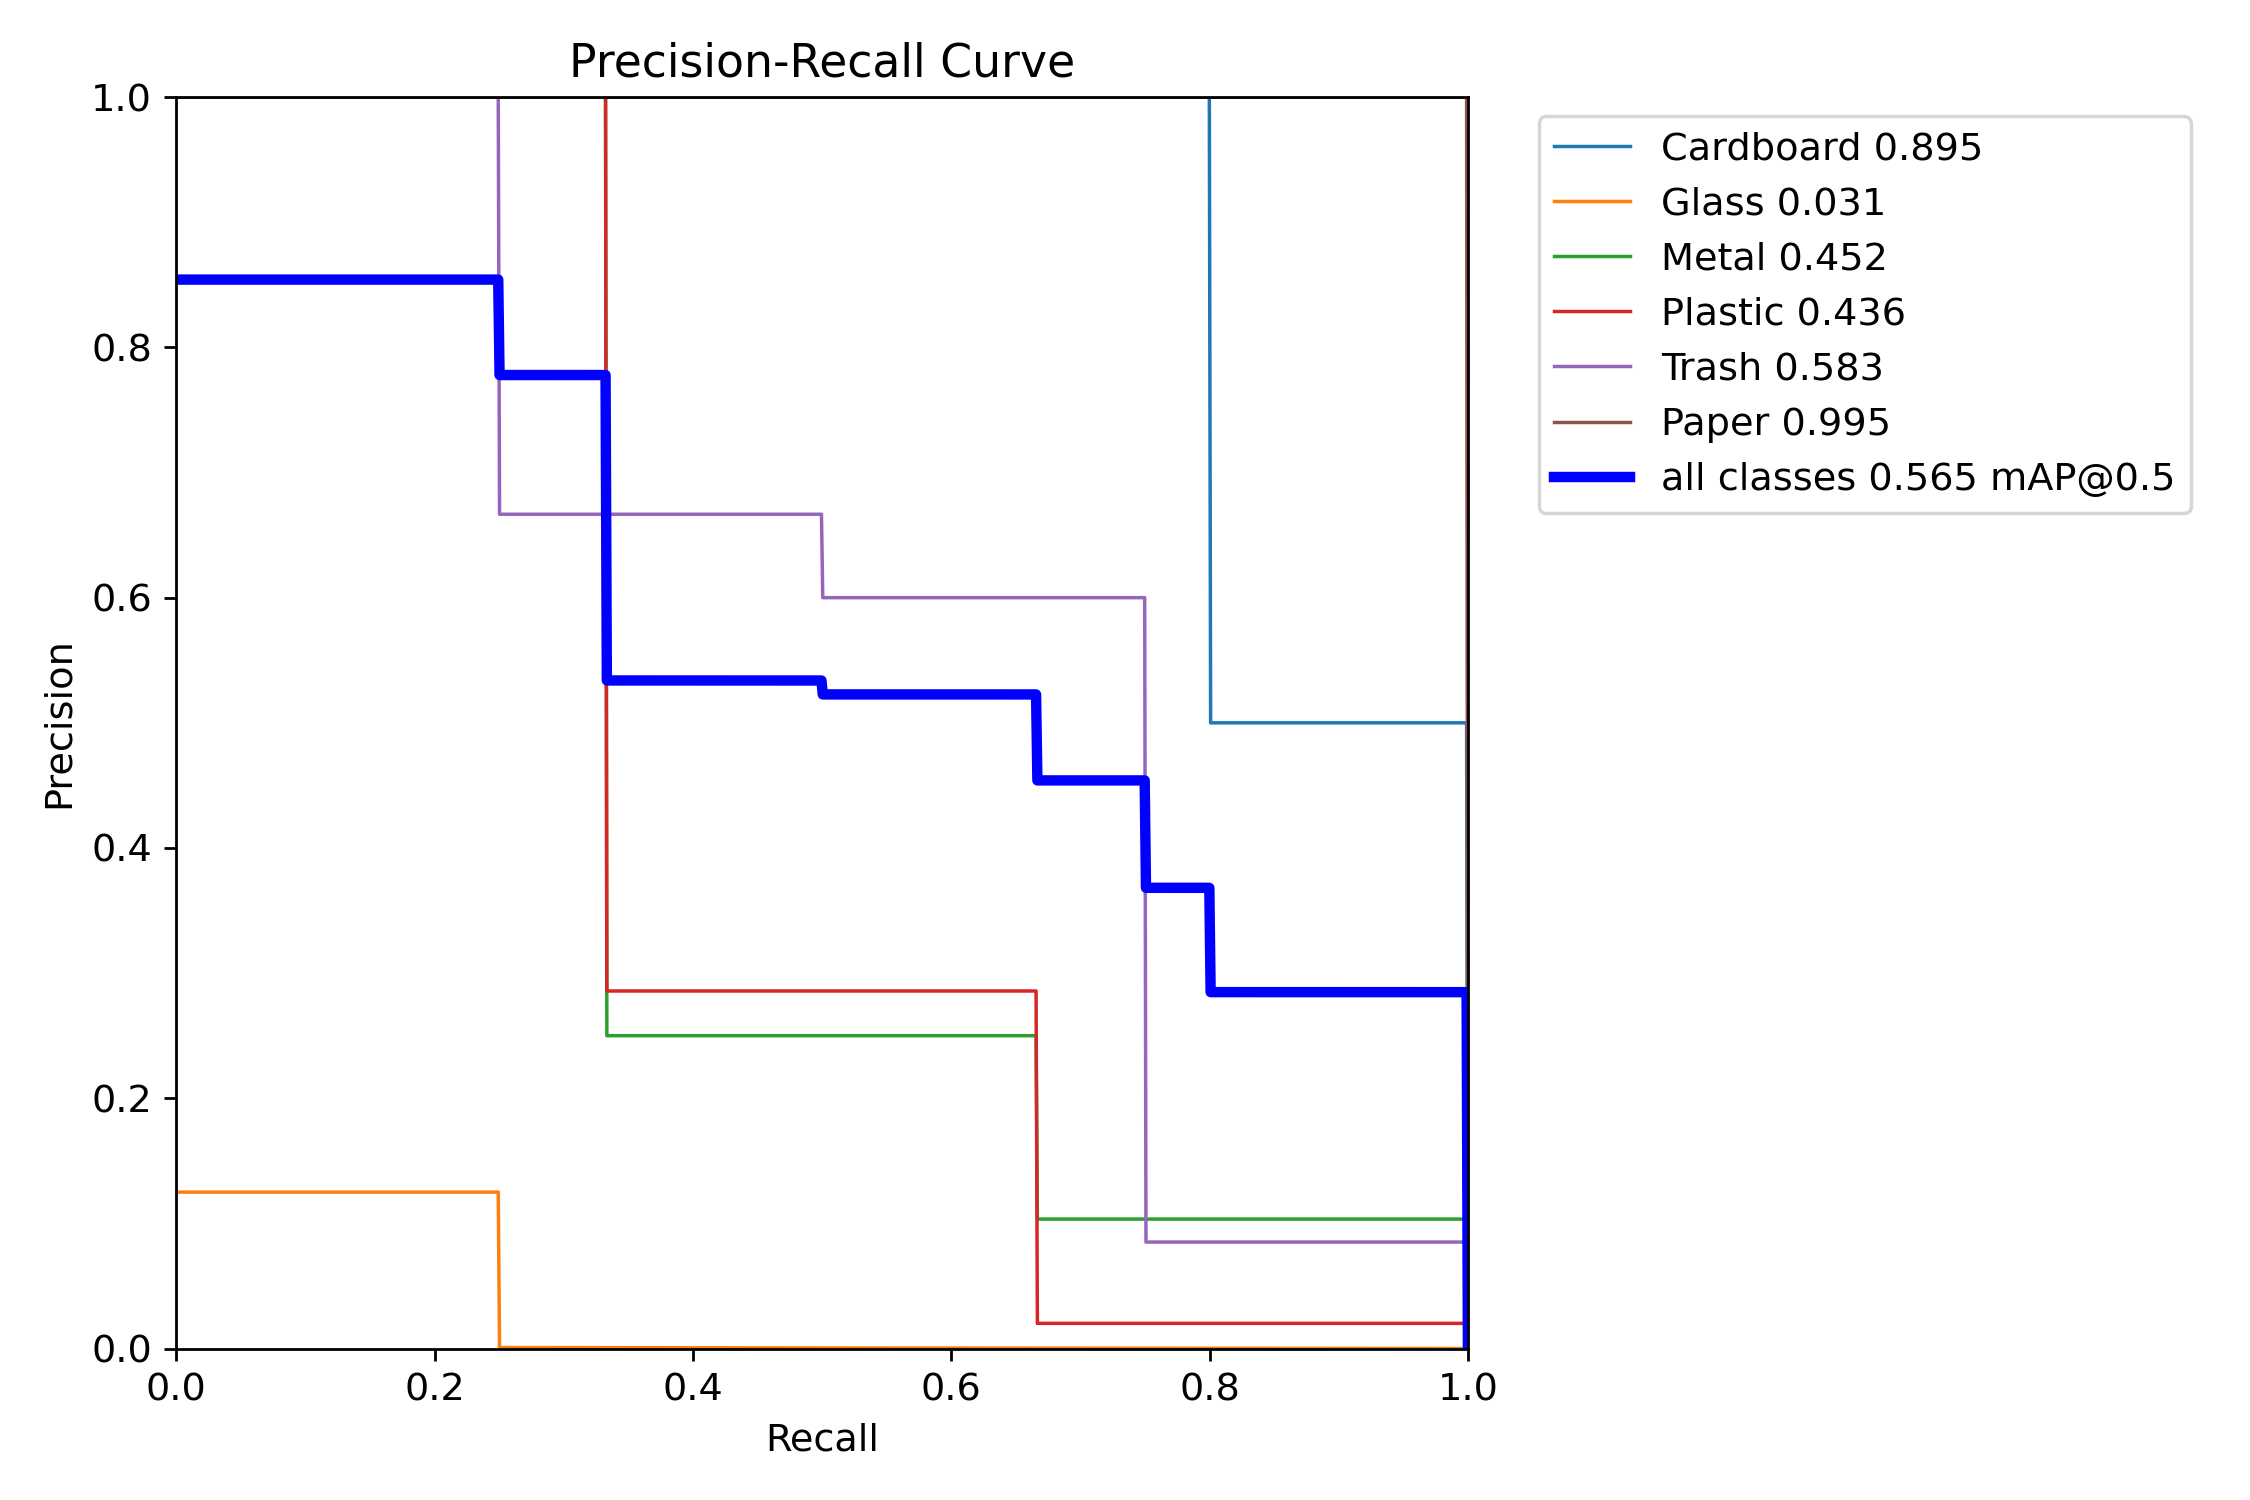 Precision-Recall Curve
1.0
0.8
0.6
0.4
0.2
0.0
Precision
0.0 0.2 0.4 0.6 0.8 1.0
Recall
Cardboard 0.895
Glass 0.031
Metal 0.452
Plastic 0.436
Trash 0.583
Paper 0.995
all classes 0.565 mAP@0.5